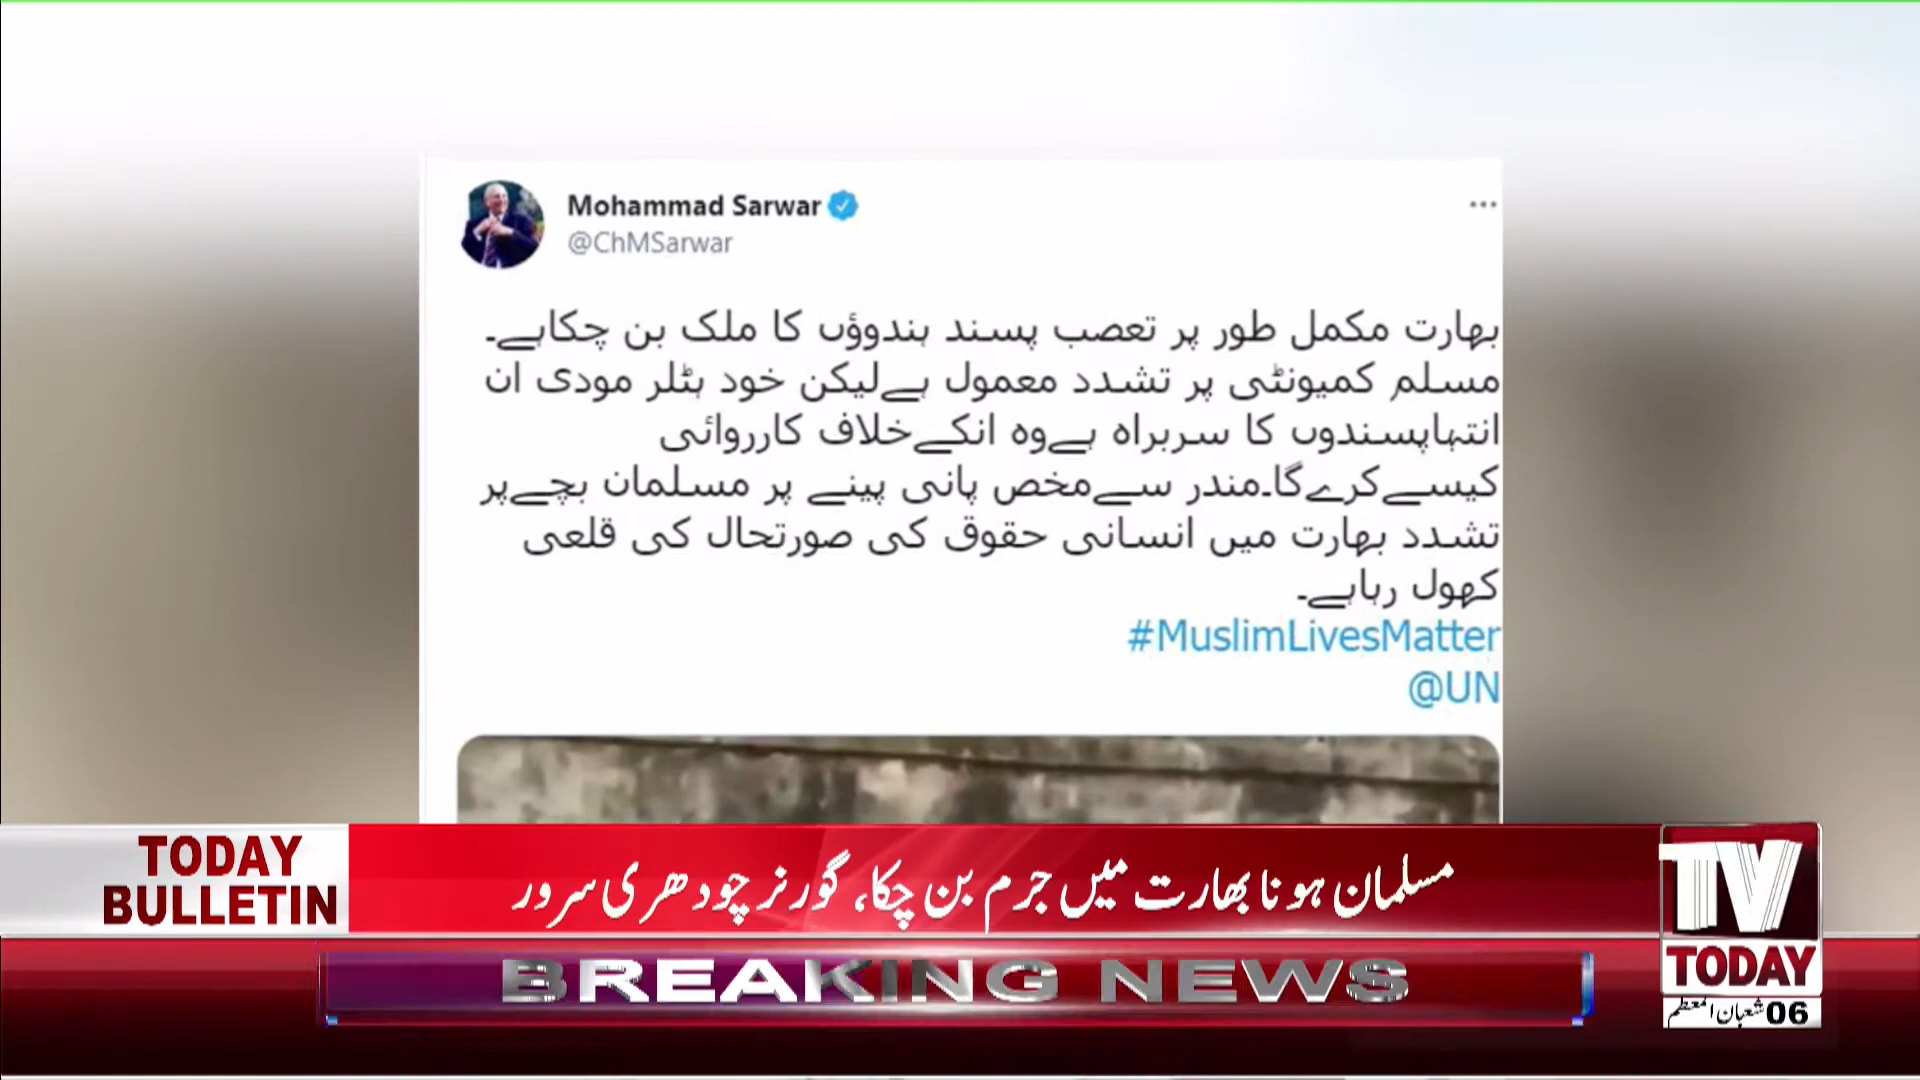 Mohammad Sarwar
@ChMSarwar
بھارت مکمل طور پر تعصب پسند ہندوؤں کا ملک بن چکاہے۔
مسلم کمیونٹی پر تشدد معمول ہےلیکن خود ہٹلر مودی ان
انتہاپسندوں کا سربراہ ہےوہ انکےخلاف کارروائی
کیسےکرےگا۔مندر سےمخص پانی پینے پر مسلمان بچےپر
تشدد بھارت میں انسانی حقوق کی صورتحال کی قلعی
کھول رہاہے۔
#MuslimLivesMatter
@UN
TODAY
BULLETIN
مسلمان ہونا بھارت میں جرم بن چکا، گورنر چودھری سرور
BREAKING NEWS
TV
TODAY
06 شعبان المعظم